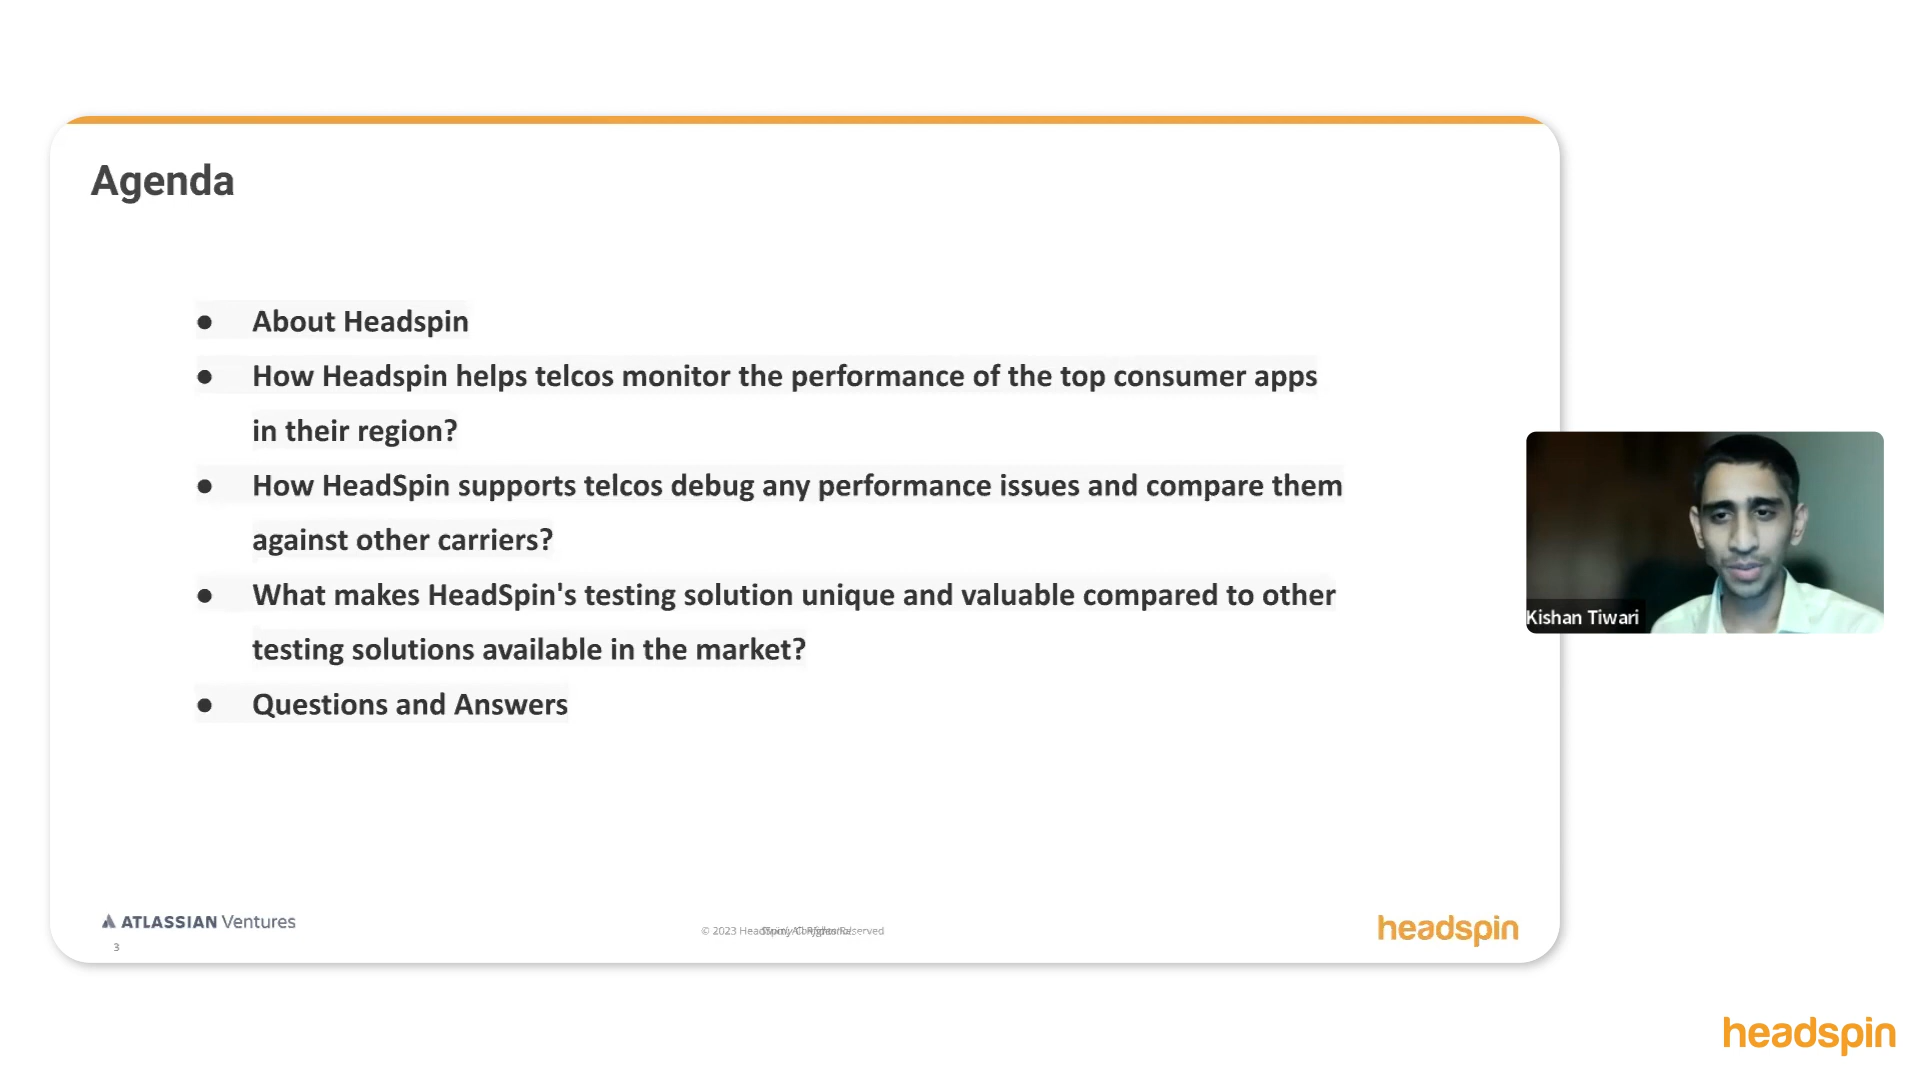 Agenda
● About Headspin
● How Headspin helps telcos monitor the performance of the top consumer apps
in their region?
● How HeadSpin supports telcos debug any performance issues and compare them
against other carriers?
● What makes HeadSpin's testing solution unique and valuable compared to other
testing solutions available in the market?
● Questions and Answers
Kishan Tiwari
ATLASSIAN Ventures
© 2023 Reserved
headspin
3
headspin